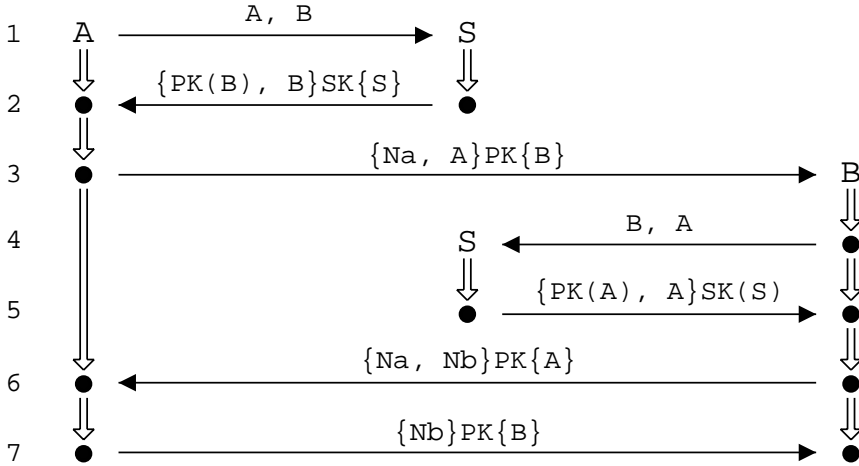 1 A A, B S
2 {PK(B), B}SK{S}
3 {Na, A}PK{B} B
4 S B, A
5 {PK(A), A}SK(S)
6 {Na, Nb}PK{A}
7 {Nb}PK{B}